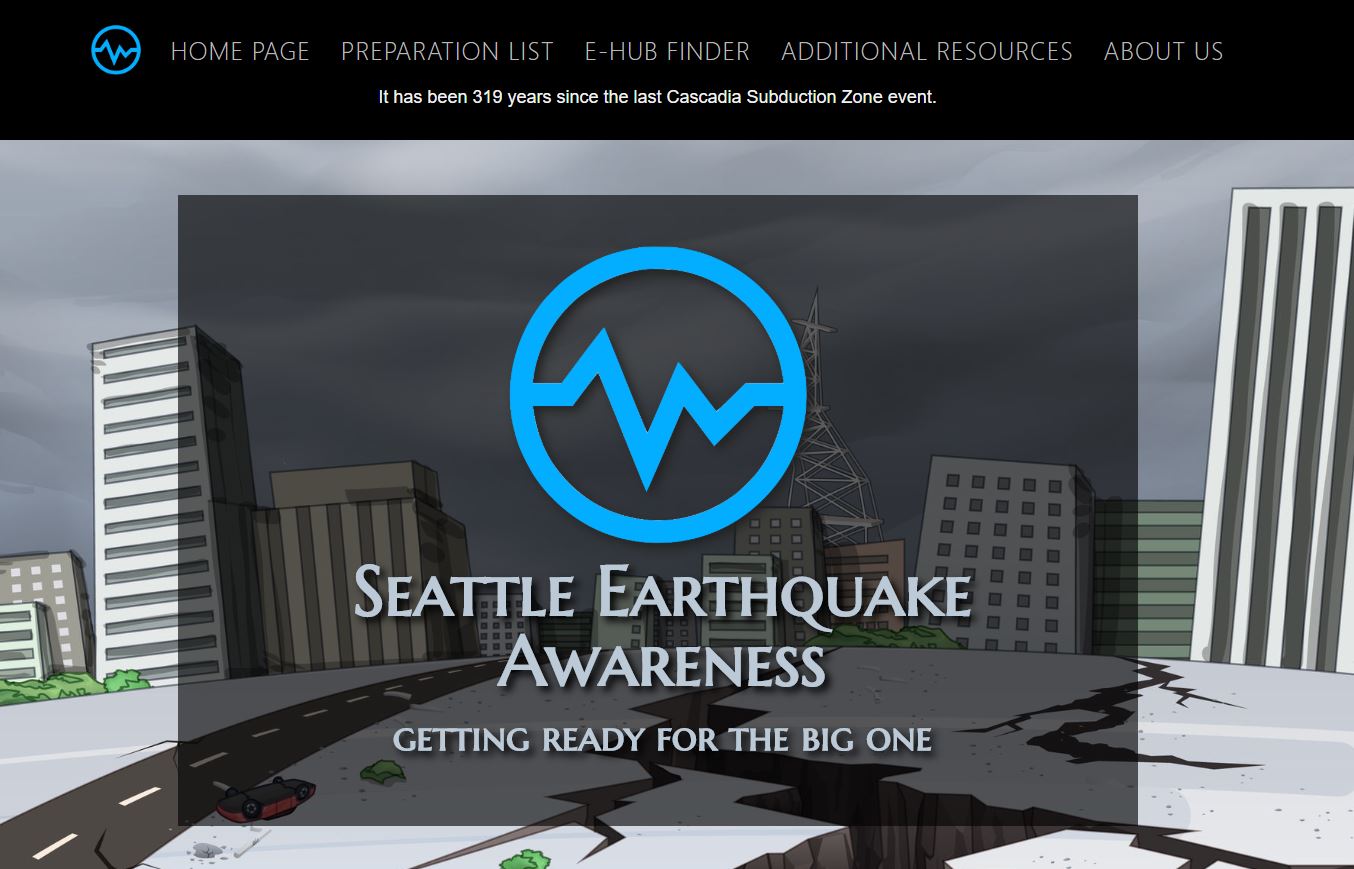 HOME PAGE PREPARATION LIST E-HUB FINDER ADDITIONAL RESOURCES ABOUT US
It has been 319 years since the last Cascadia Subduction Zone event.
Seattle Earthquake
Awareness
getting ready for the big one